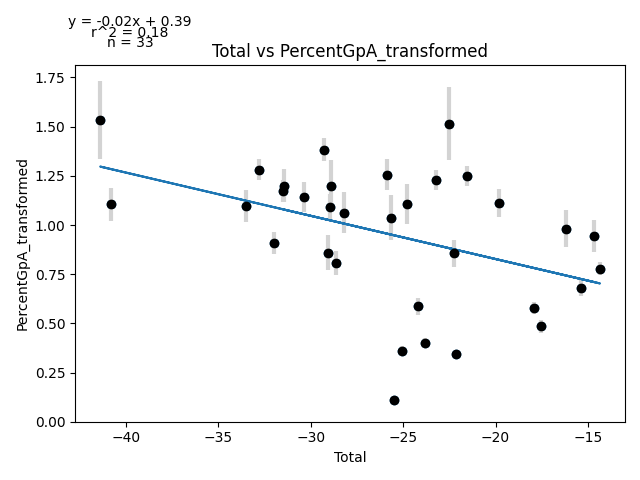 y = -0.02x + 0.39
r^2 = 0.18
n = 33
Total vs PercentGpA_transformed
PercentGpA_transformed
1.75
1.50
1.25
1.00
0.75
0.50
0.25
0.00
−40 −35 −30 −25 −20 −15
Total